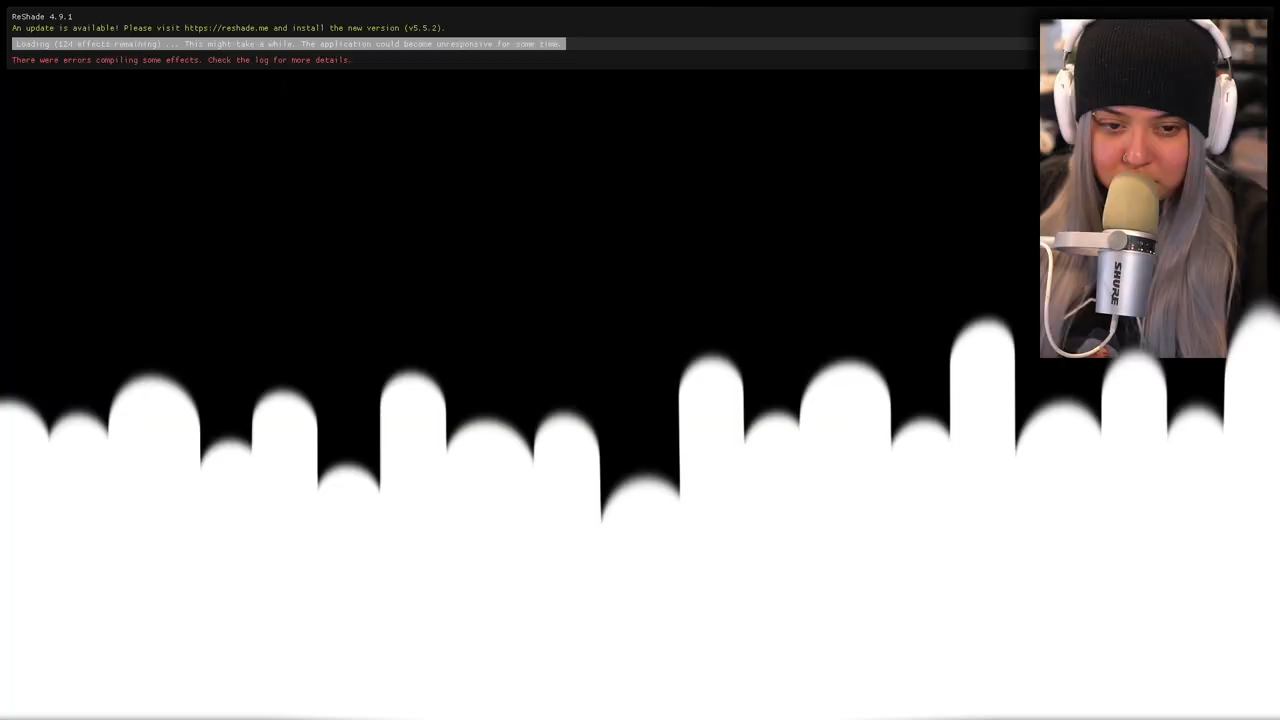 ReShade 4.9.1
An update is available! Please visit https://reshade.me and install the new version (v5.5.2).
Loading (124 effects remaining) ... This might take a while. The application could become unresponsive for some time.
There were errors compiling some effects. Check the log for more details.
SHURE